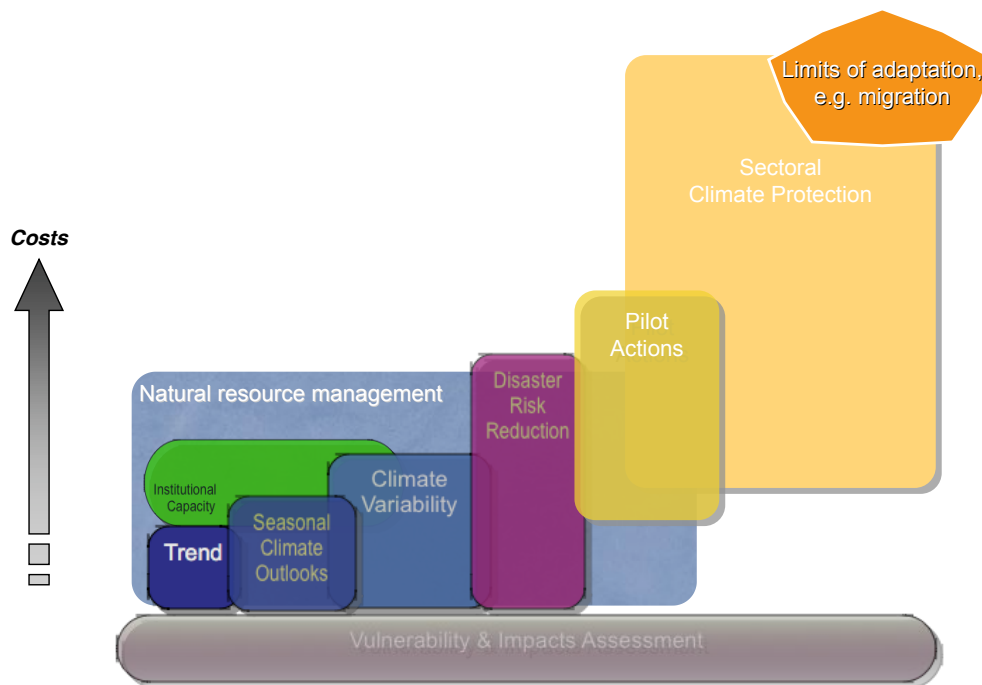 Limits of adaptation,
e.g. migration
Sectoral
Climate Protection
Costs
Pilot
Actions
Natural resource management
Disaster
Risk
Reduction
Climate
Variability
Institutional
Capacity
Seasonal
Climate
Outlooks
Trend
Vulnerability & Impacts Assessment